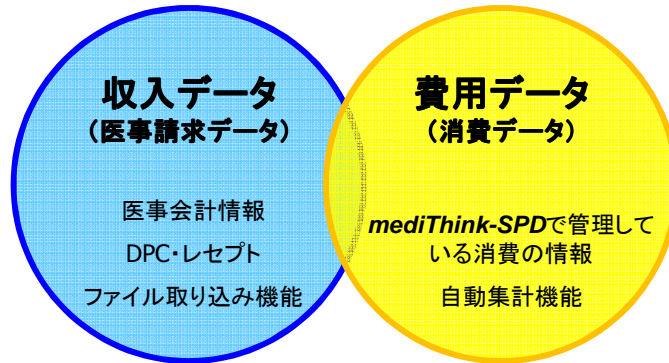 収入データ
（医事請求データ）
医事会計情報
DPC・レセプト
ファイル取り込み機能
費用データ
（消費データ）
mediThink-SPDで管理して
いる消費の情報
自動集計機能